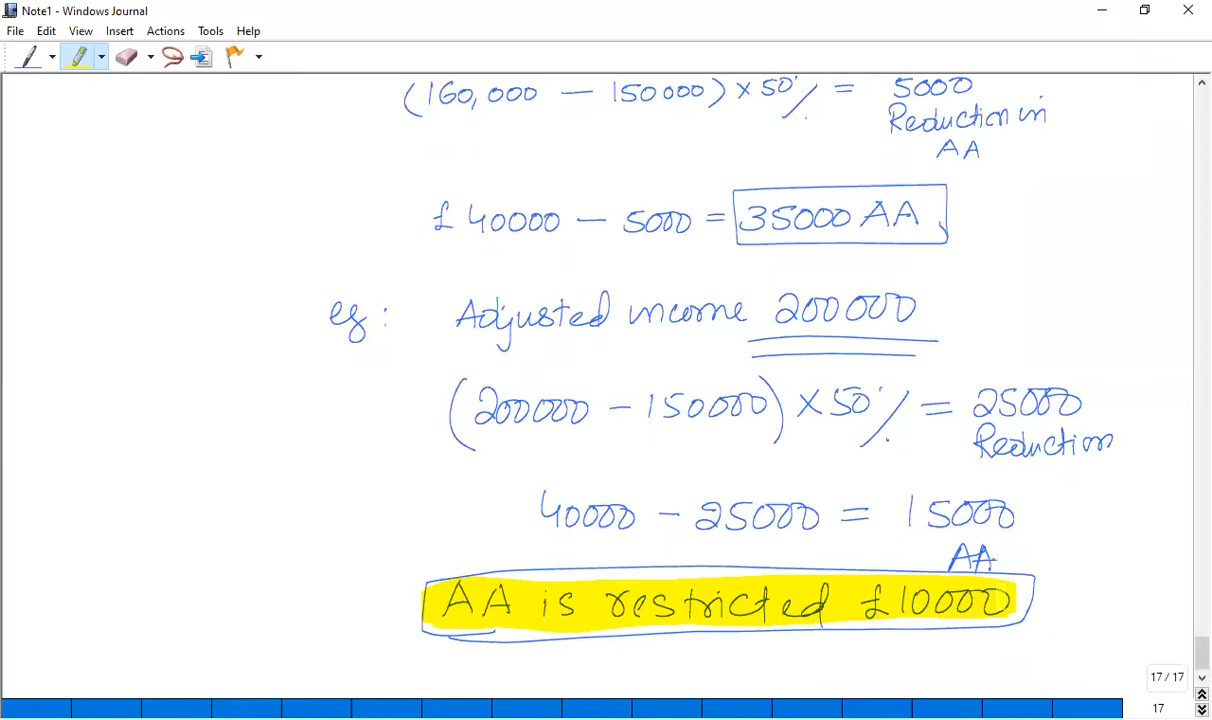 Note1 - Windows Journal
File Edit View Insert Actions Tools Help
(160,000 — 150000) × 50% = 5000
Reduction in
AA
£40000 — 5000 = 35000 AA
eg: Adjusted income 200000
(200000 – 150000) × 50% = 25000
Reduction
40000 – 25000 = 15000
AA
AA is restricted £10000
17 / 17
17